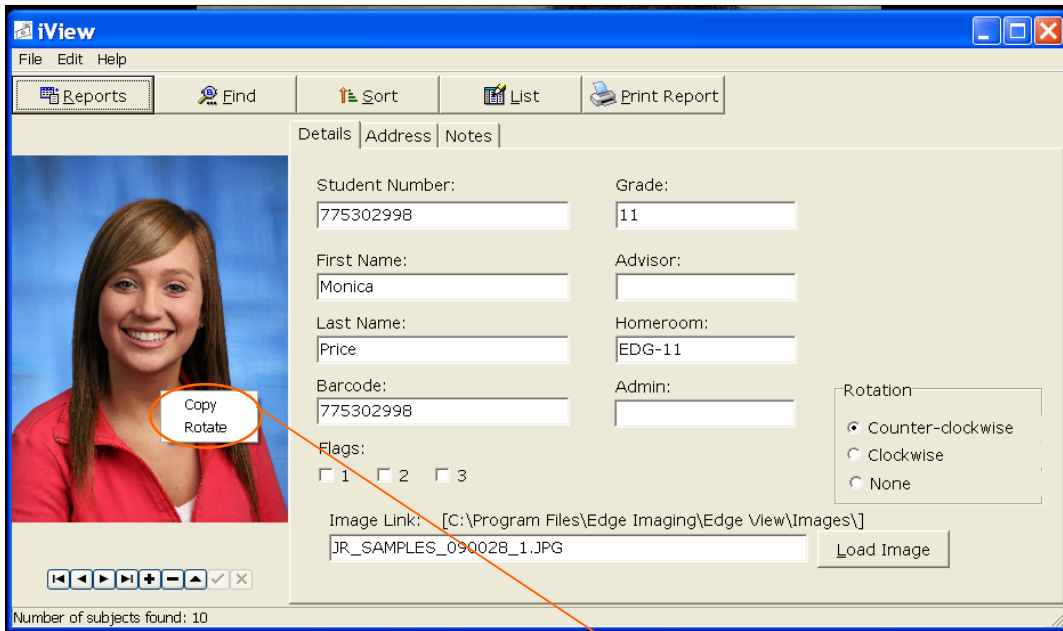 iView
File Edit Help
Reports Find Sort List Print Report
Details Address Notes
Student Number: Grade:
775302998 11
First Name: Advisor:
Monica
Last Name: Homeroom:
Price EDG-11
Barcode: Admin:
775302998
Rotation
Copy
Rotate
Counter-clockwise
Clockwise
None
Flags:
1 2 3
Image Link: [C:\Program Files\Edge Imaging\Edge View\Images\]
JR_SAMPLES_090028_1.JPG Load Image
Number of subjects found: 10